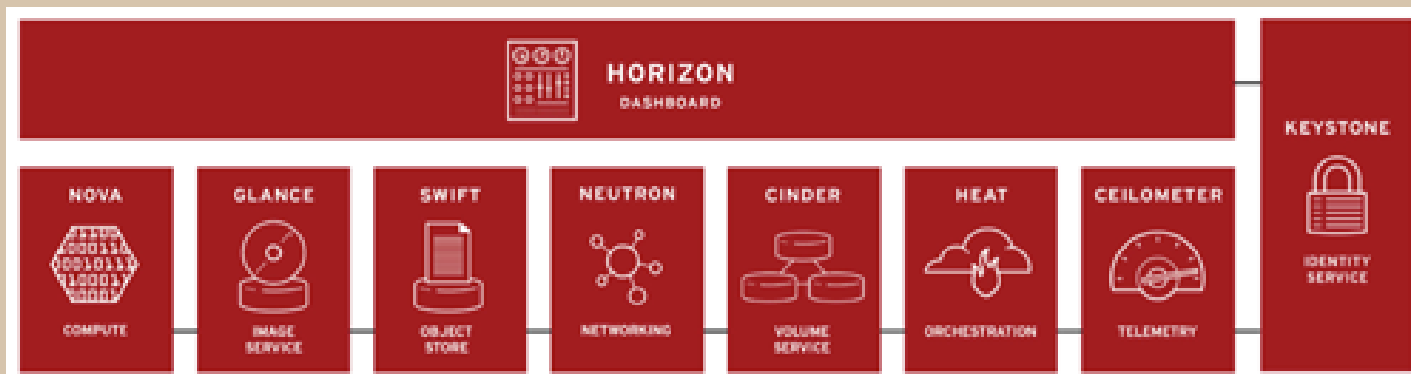 HORIZON
DASHBOARD
KEYSTONE
IDENTITY
SERVICE
NOVA
COMPUTE
GLANCE
IMAGE
SERVICE
SWIFT
OBJECT
STORE
NEUTRON
NETWORKING
CINDER
VOLUME
SERVICE
HEAT
ORCHESTRATION
CEILOMETER
TELEMETRY